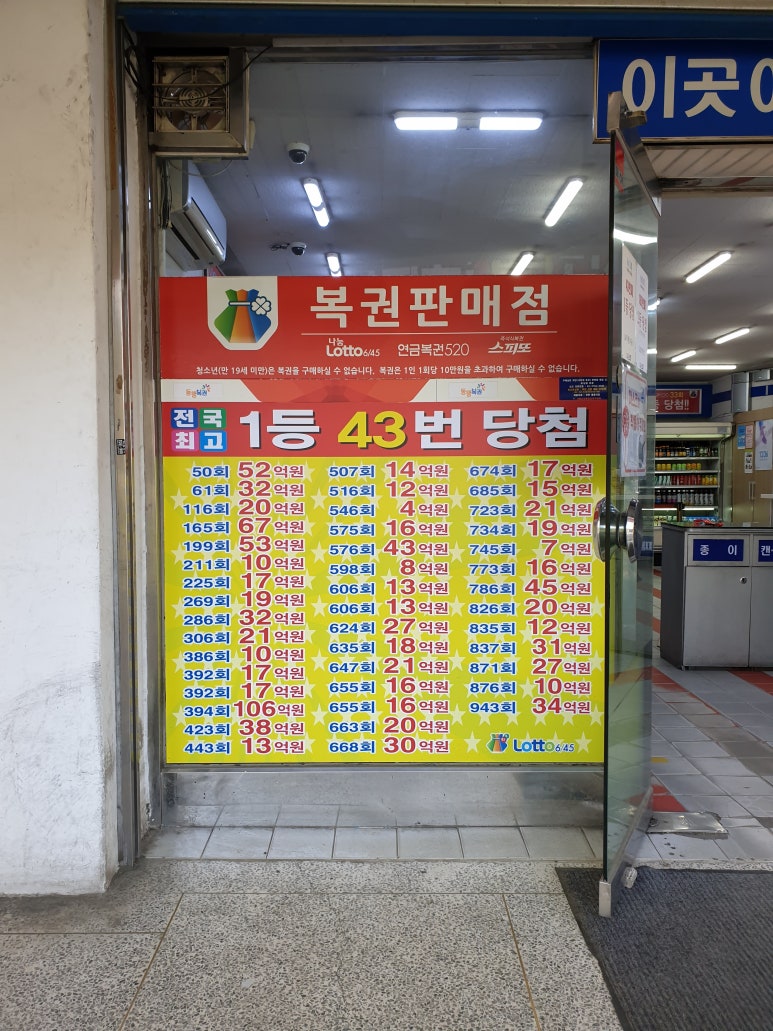 이곳
복권판매점
나눔
Lotto6/45
연금복권520
즉석식복권
스피또
청소년(만 19세 미만)은 복권을 구매하실 수 없습니다. 복권은 1인 1회당 10만원을 초과하여 구매하실 수 없습니다.
동행복권
동행복권
전국
최고
1등 43번 당첨
50회 52억원
61회 32억원
116회 20억원
165회 67억원
199회 53억원
211회 10억원
225회 17억원
269회 19억원
286회 32억원
306회 21억원
386회 10억원
392회 17억원
392회 17억원
394회 106억원
423회 38억원
443회 13억원
507회 14억원
516회 12억원
546회 4억원
575회 16억원
576회 43억원
598회 8억원
606회 13억원
606회 13억원
624회 27억원
635회 18억원
647회 21억원
655회 16억원
655회 16억원
663회 20억원
668회 30억원
674회 17억원
685회 15억원
723회 21억원
734회 19억원
745회 7억원
773회 16억원
786회 45억원
826회 20억원
835회 12억원
837회 31억원
871회 27억원
876회 10억원
943회 34억원
Lotto6/45
당첨!!
종이
캔